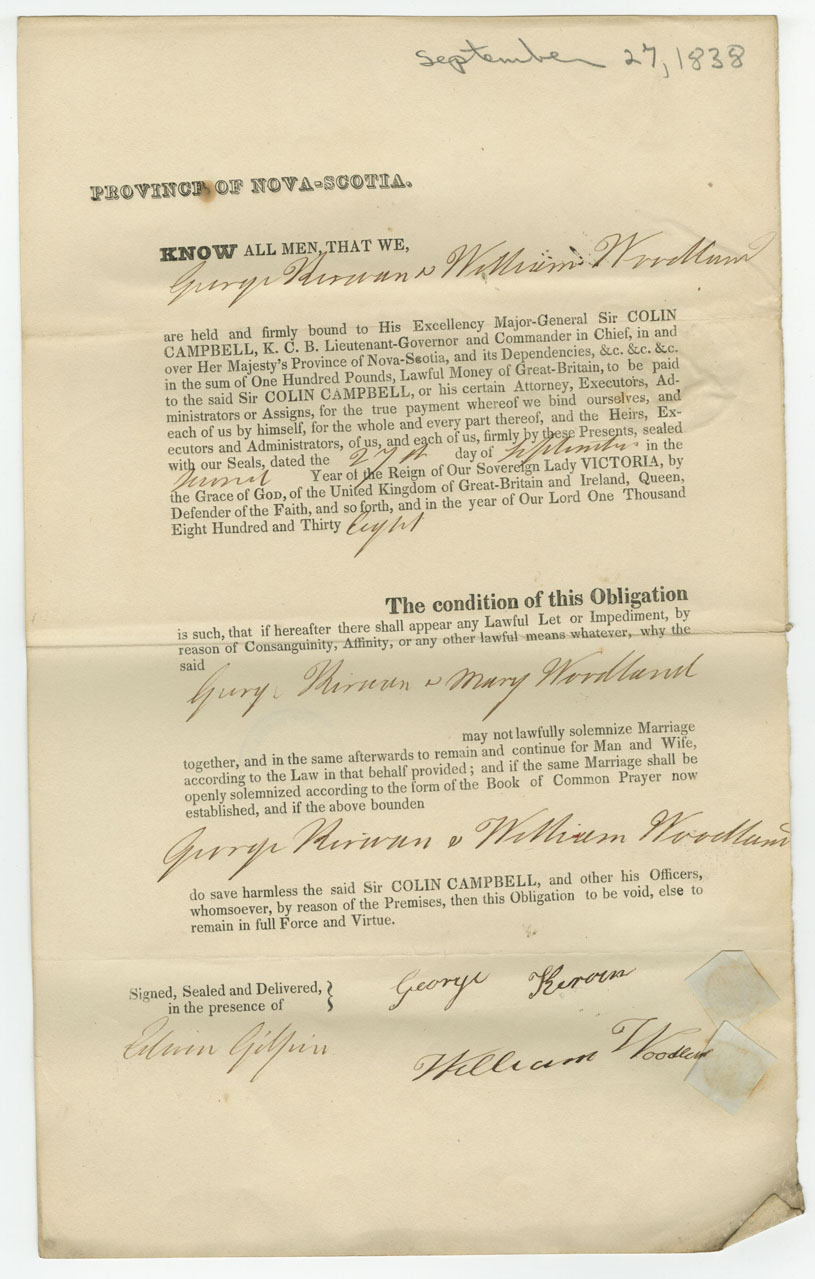 September 27, 1838
PROVINCE OF NOVA-SCOTIA.
KNOW ALL MEN, THAT WE,
George Kirwan & William Woodland
are held and firmly bound to His Excellency Major-General Sir COLIN
CAMPBELL, K. C. B. Lieutenant-Governor and Commander in Chief, in and
over Her Majesty's Province of Nova-Scotia, and its Dependencies, &c. &c. &c.
in the sum of One Hundred Pounds, Lawful Money of Great-Britain, to be paid
to the said Sir COLIN CAMPBELL, or his certain Attorney, Executors, Ad-
ministrators or Assigns, for the true payment whereof we bind ourselves, and
each of us by himself, for the whole and every part thereof, and the Heirs, Ex-
ecutors and Administrators, of us, and each of us, firmly by these Presents, sealed
with our Seals, dated the 27th day of September in the
second Year of the Reign of Our Sovereign Lady VICTORIA, by
the Grace of GOD, of the United Kingdom of Great-Britain and Ireland, Queen,
Defender of the Faith, and so forth, and in the year of Our Lord One Thousand
Eight Hundred and Thirty Eight
The condition of this Obligation
is such, that if hereafter there shall appear any Lawful Let or Impediment, by
reason of Consanguinity, Affinity, or any other lawful means whatever, why the
said
George Kirwan & Mary Woodland
may not lawfully solemnize Marriage
together, and in the same afterwards to remain and continue for Man and Wife,
according to the Law in that behalf provided; and if the same Marriage shall be
openly solemnized according to the form of the Book of Common Prayer now
established, and if the above bounden
George Kirwan & William Woodland
do save harmless the said Sir COLIN CAMPBELL, and other his Officers,
whomsoever, by reason of the Premises, then this Obligation to be void, else to
remain in full Force and Virtue.
Signed, Sealed and Delivered,
in the presence of
George Kerven
Edwin Gilpin
William